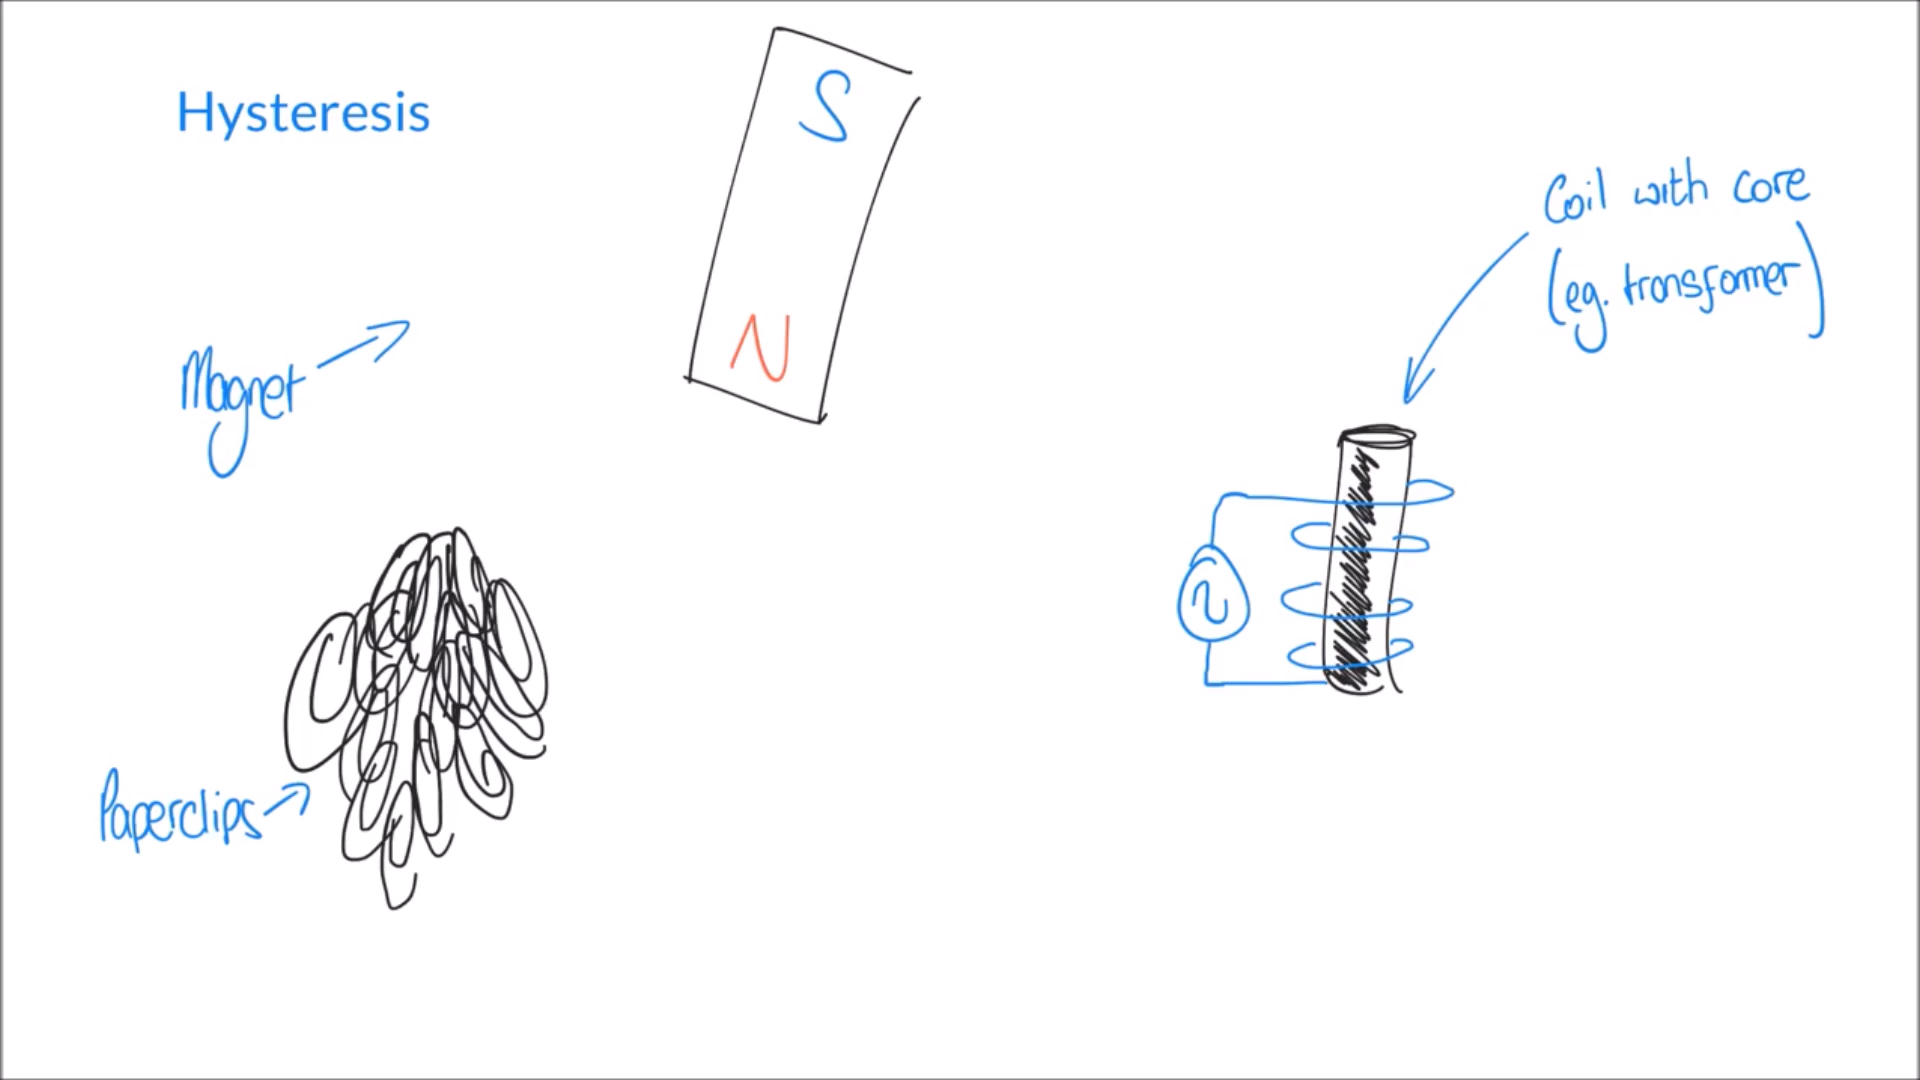 Hysteresis
S
N
Magnet
Paperclips
Coil with core
(eg. transformer)